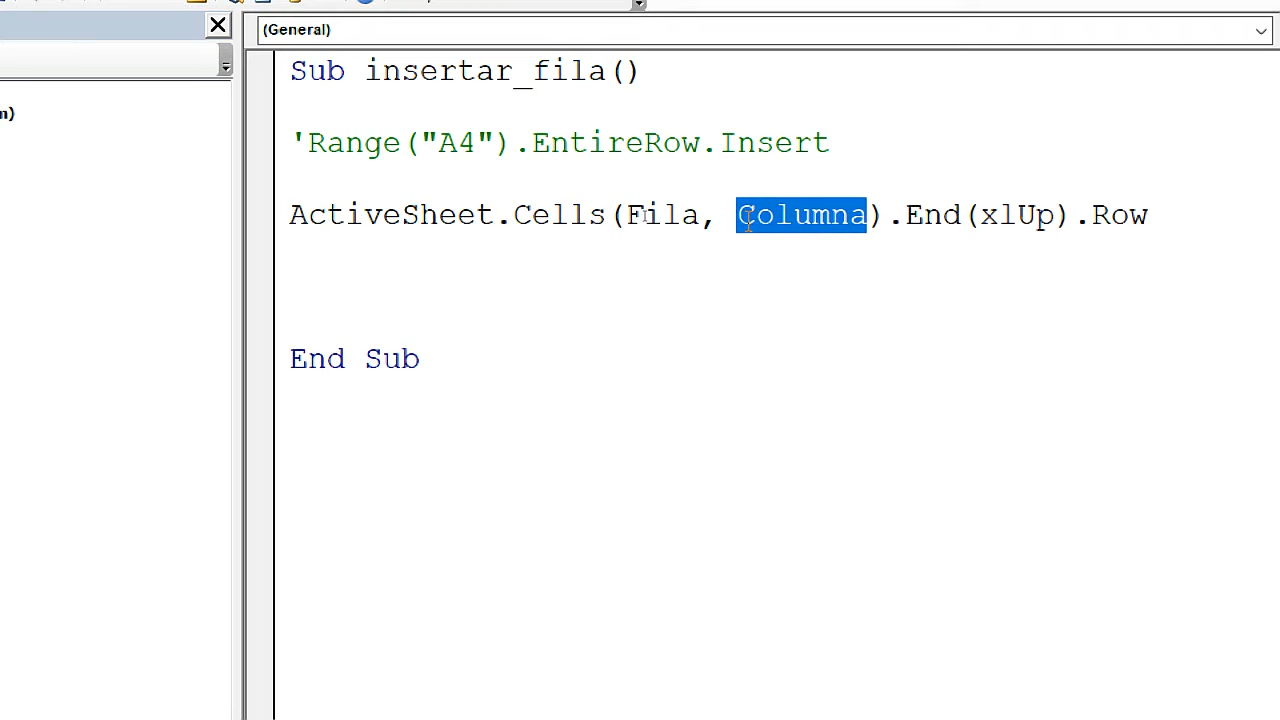 (General)
n)
Sub insertar_fila()
'Range("A4").EntireRow.Insert
ActiveSheet.Cells(Fila, Columna).End(xlUp).Row
End Sub